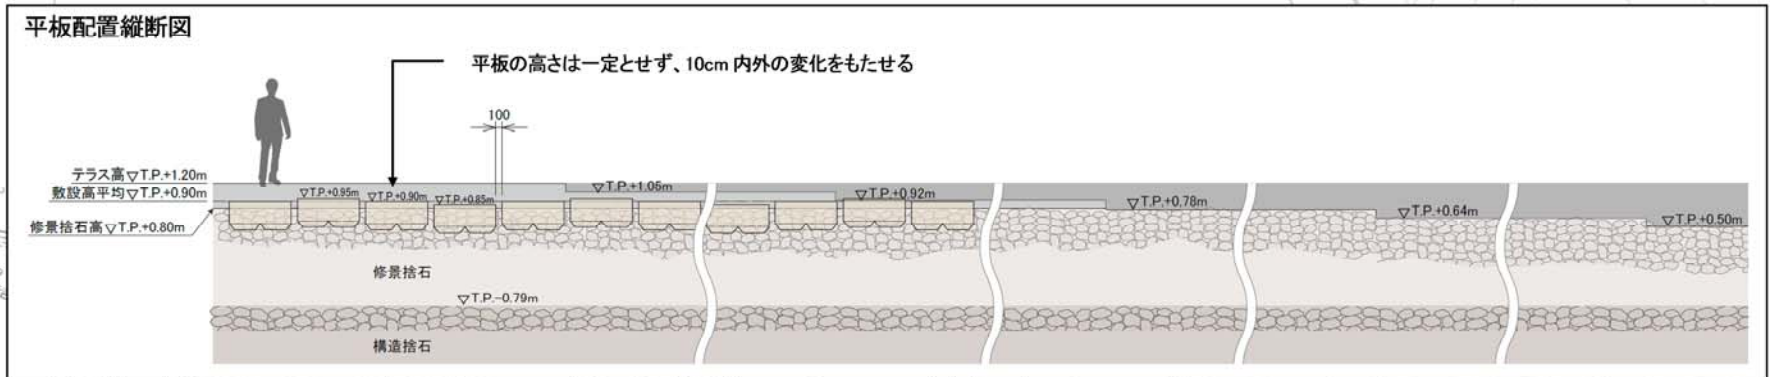 平板配置縦断図
平板の高さは一定とせず、10cm 内外の変化をもたせる
100
テラス高▽T.P.+1.20m
敷設高平均▽T.P.+0.90m
修景捨石高▽T.P.+0.80m
▽T.P.+0.95m
▽T.P.+0.90m
▽T.P.+0.85m
▽T.P.+1.05m
▽T.P.+0.92m
▽T.P.+0.78m
▽T.P.+0.64m
▽T.P.+0.50m
修景捨石
▽T.P.-0.79m
構造捨石